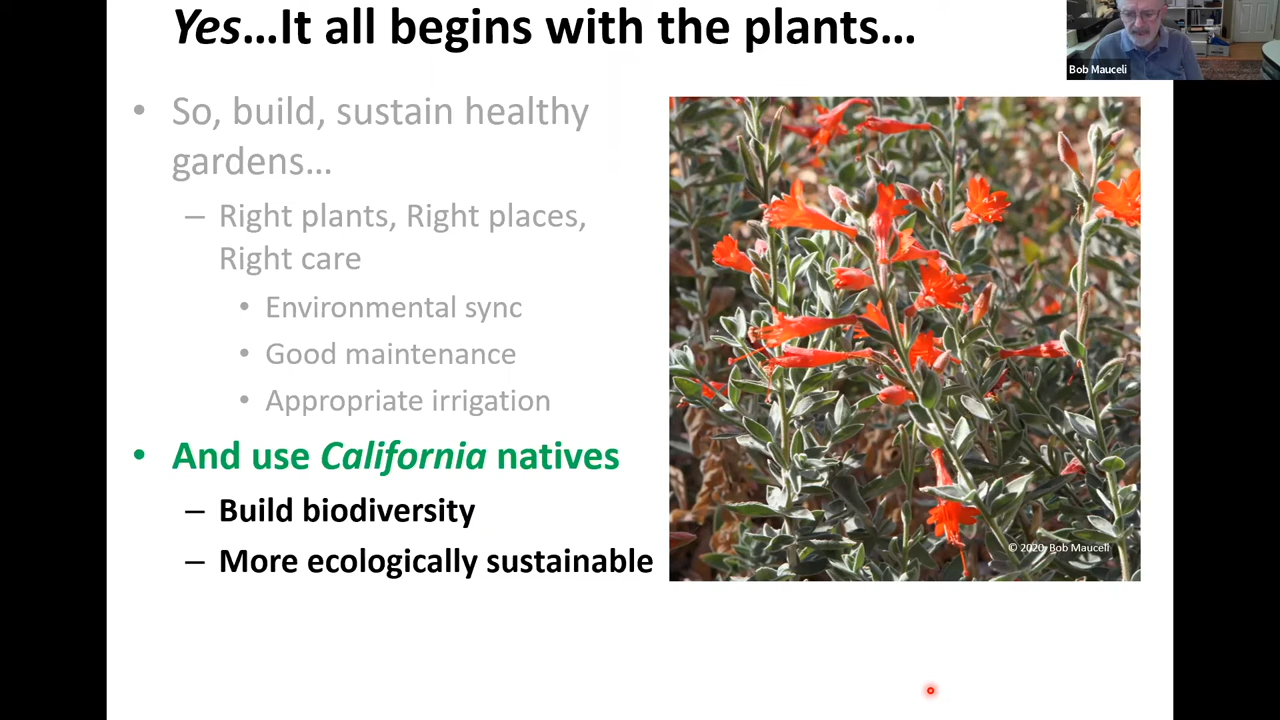 Yes...It all begins with the plants...
Bob Mauceli
• So, build, sustain healthy
gardens...
– Right plants, Right places,
Right care
• Environmental sync
• Good maintenance
• Appropriate irrigation
• And use California natives
– Build biodiversity
– More ecologically sustainable
© 2020, Bob Mauceli